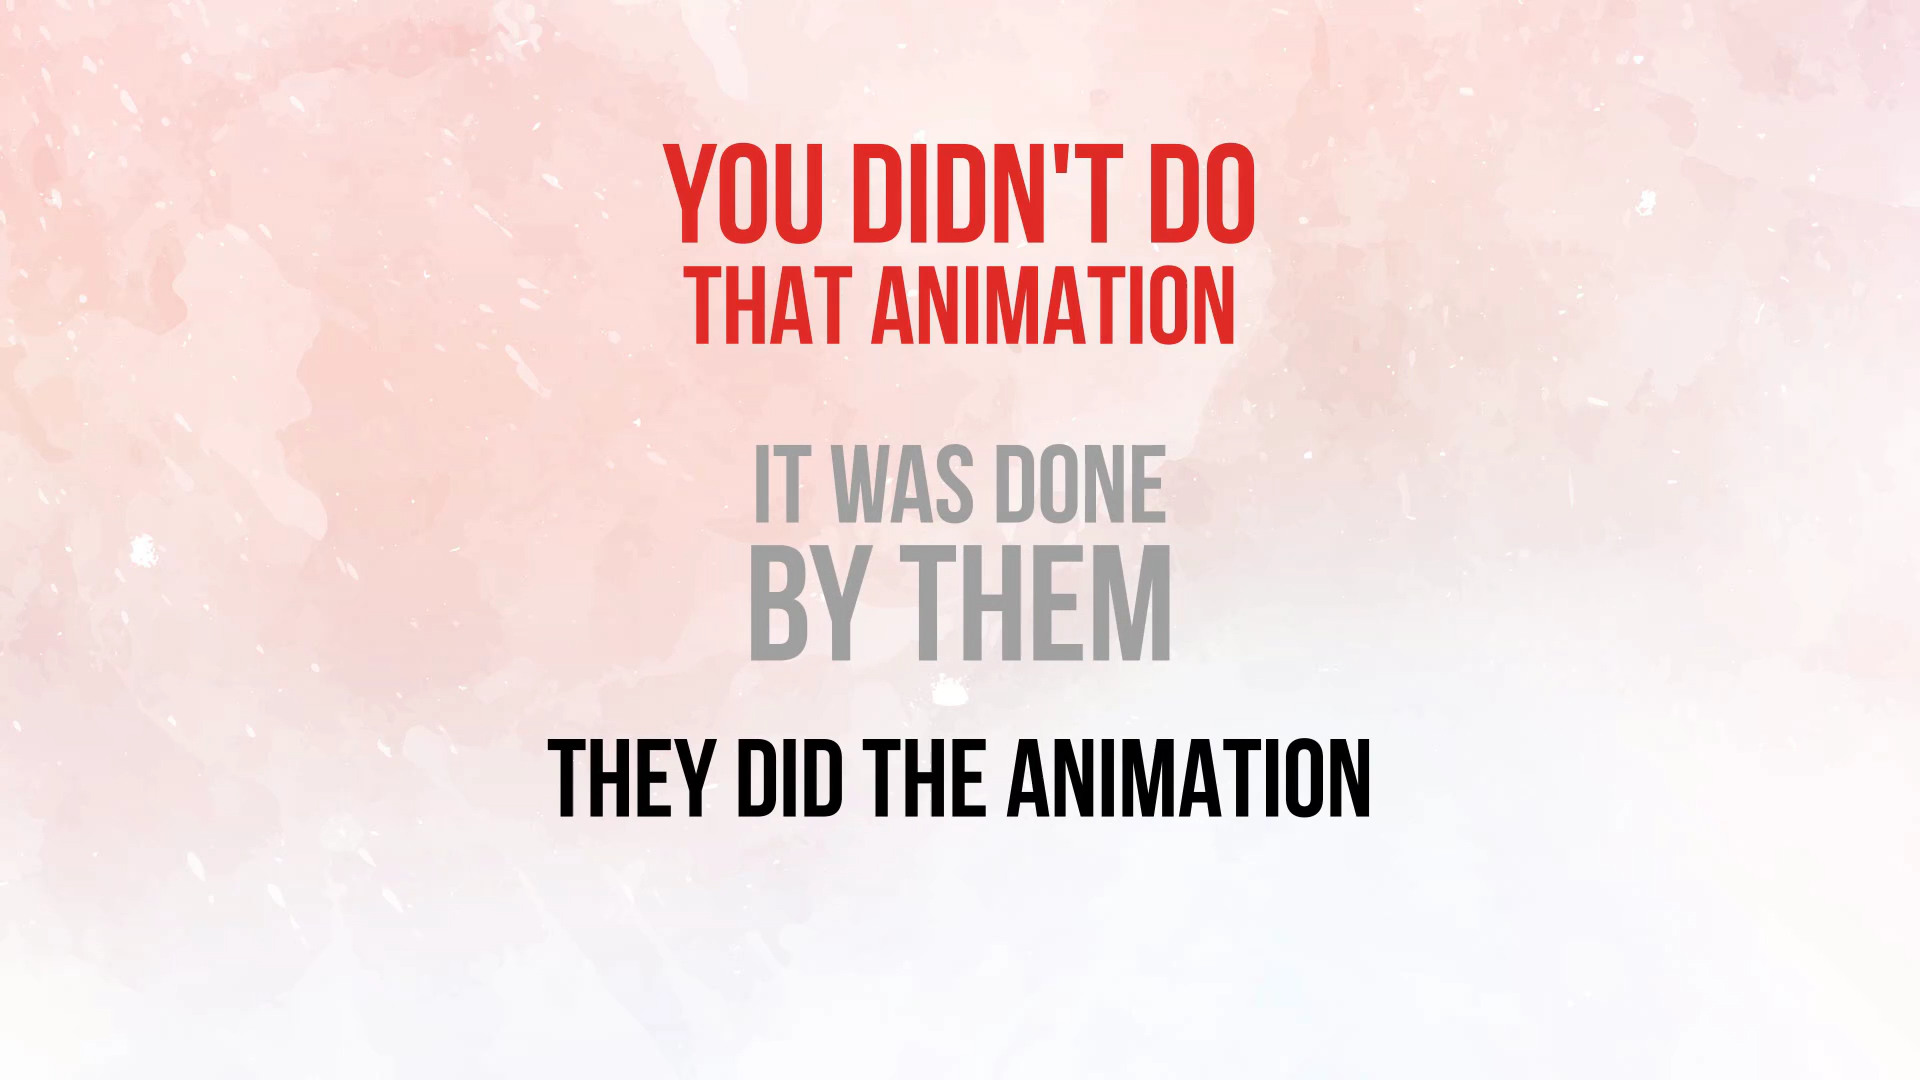 YOU DIDN'T DO
THAT ANIMATION
IT WAS DONE
BY THEM
THEY DID THE ANIMATION